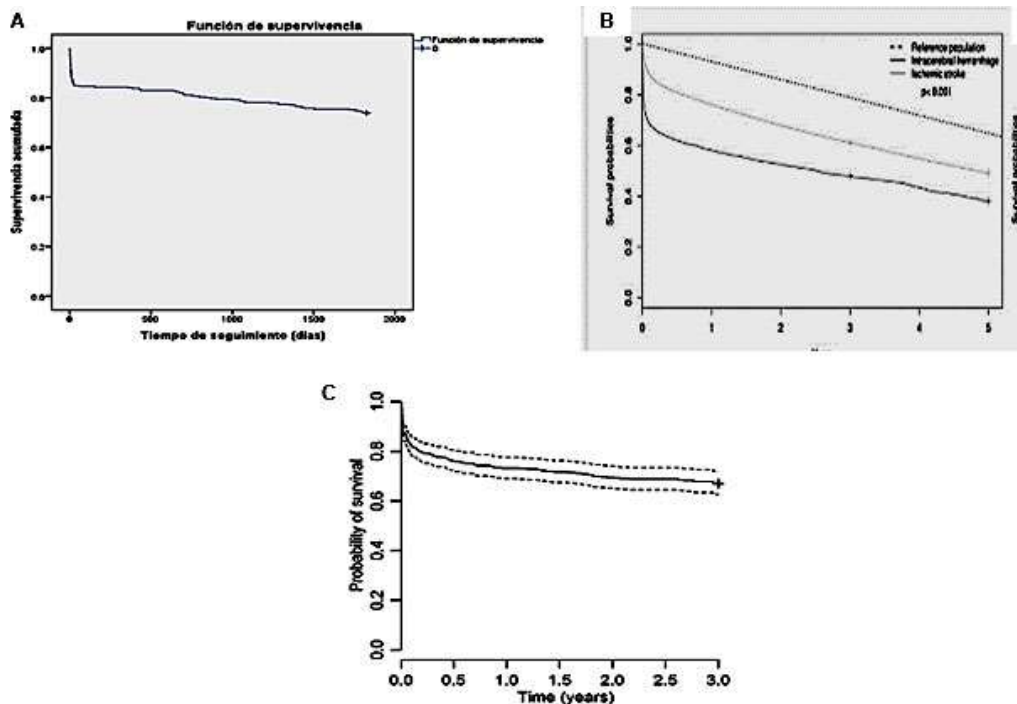 A
Función de supervivencia
Función de supervivencia
Supervivencia acumulada
1.0
0.8
0.6
0.4
0.2
0.0
0 500 1000 1500 2000
Tiempo de seguimiento (días)
B
Reference population
Intracerebral hemorrhage
Ischemic stroke
p< 0.001
Survival probabilities
1.0
0.8
0.6
0.4
0.2
0.0
0 1 2 3 4 5
Survival probabilities
C
Probability of survival
1.0
0.8
0.6
0.4
0.2
0.0
0.0 0.5 1.0 1.5 2.0 2.5 3.0
Time (years)